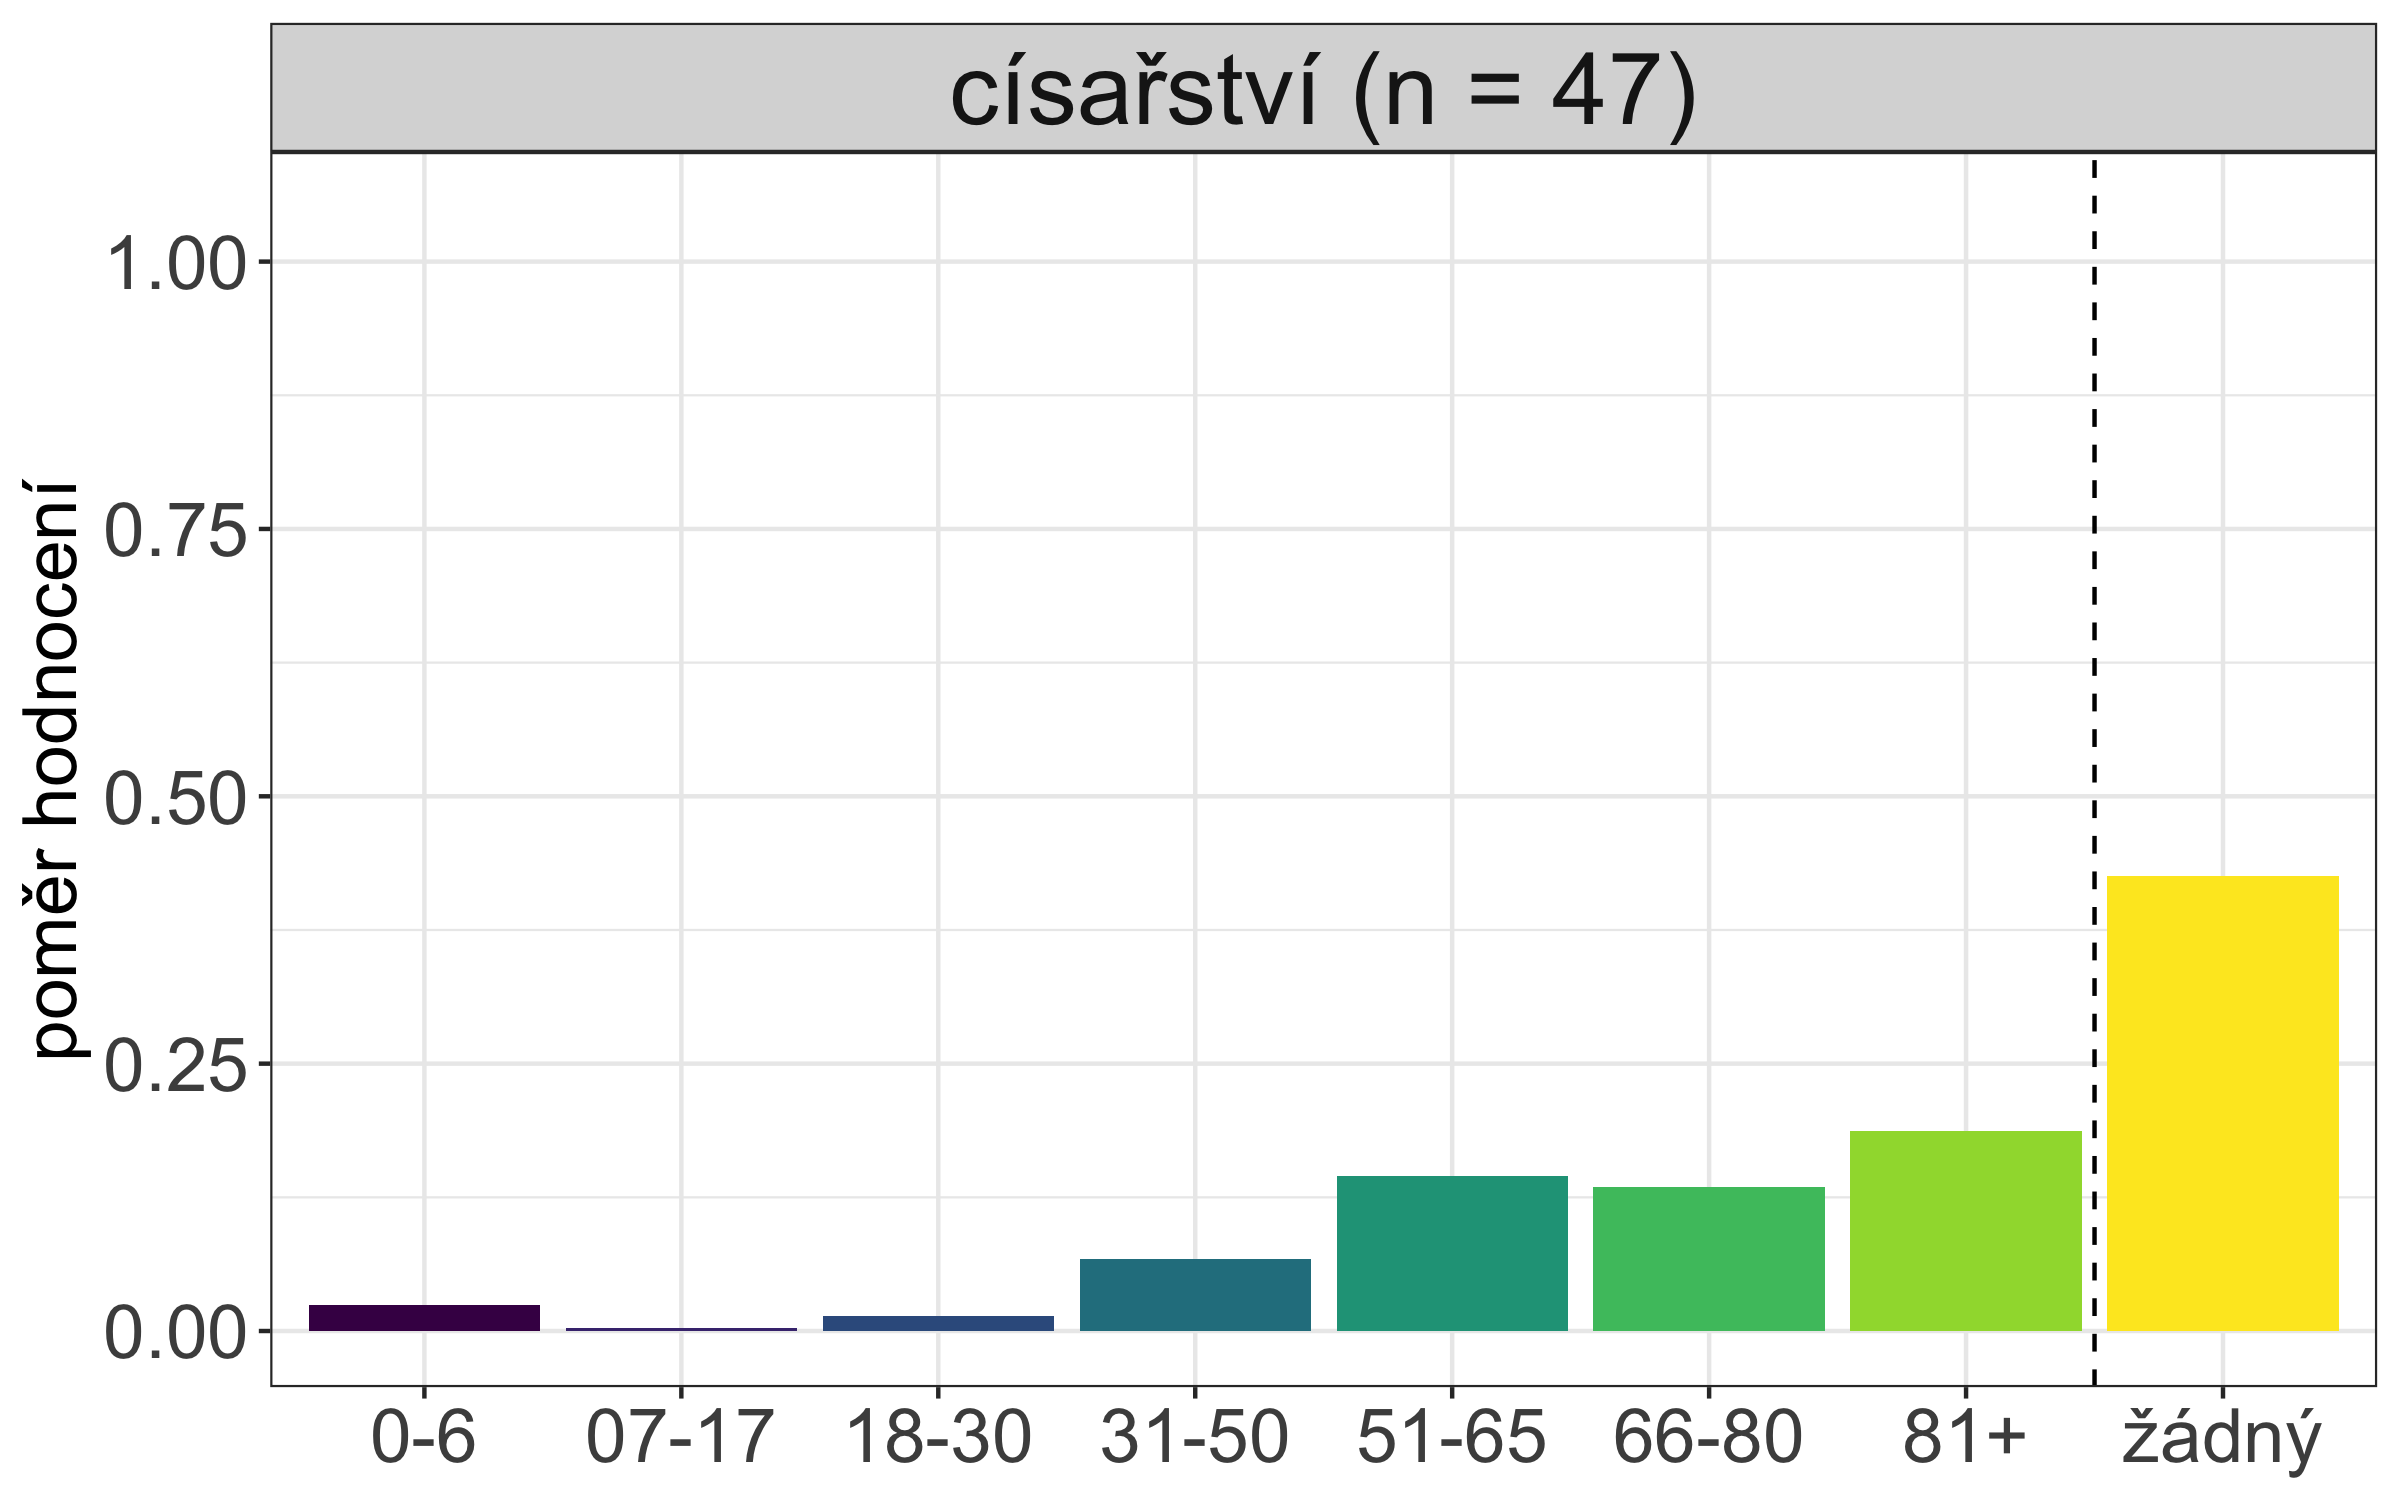 císařství (n = 47)
poměr hodnocení
1.00
0.75
0.50
0.25
0.00
0-6 07-17 18-30 31-50 51-65 66-80 81+ žádný